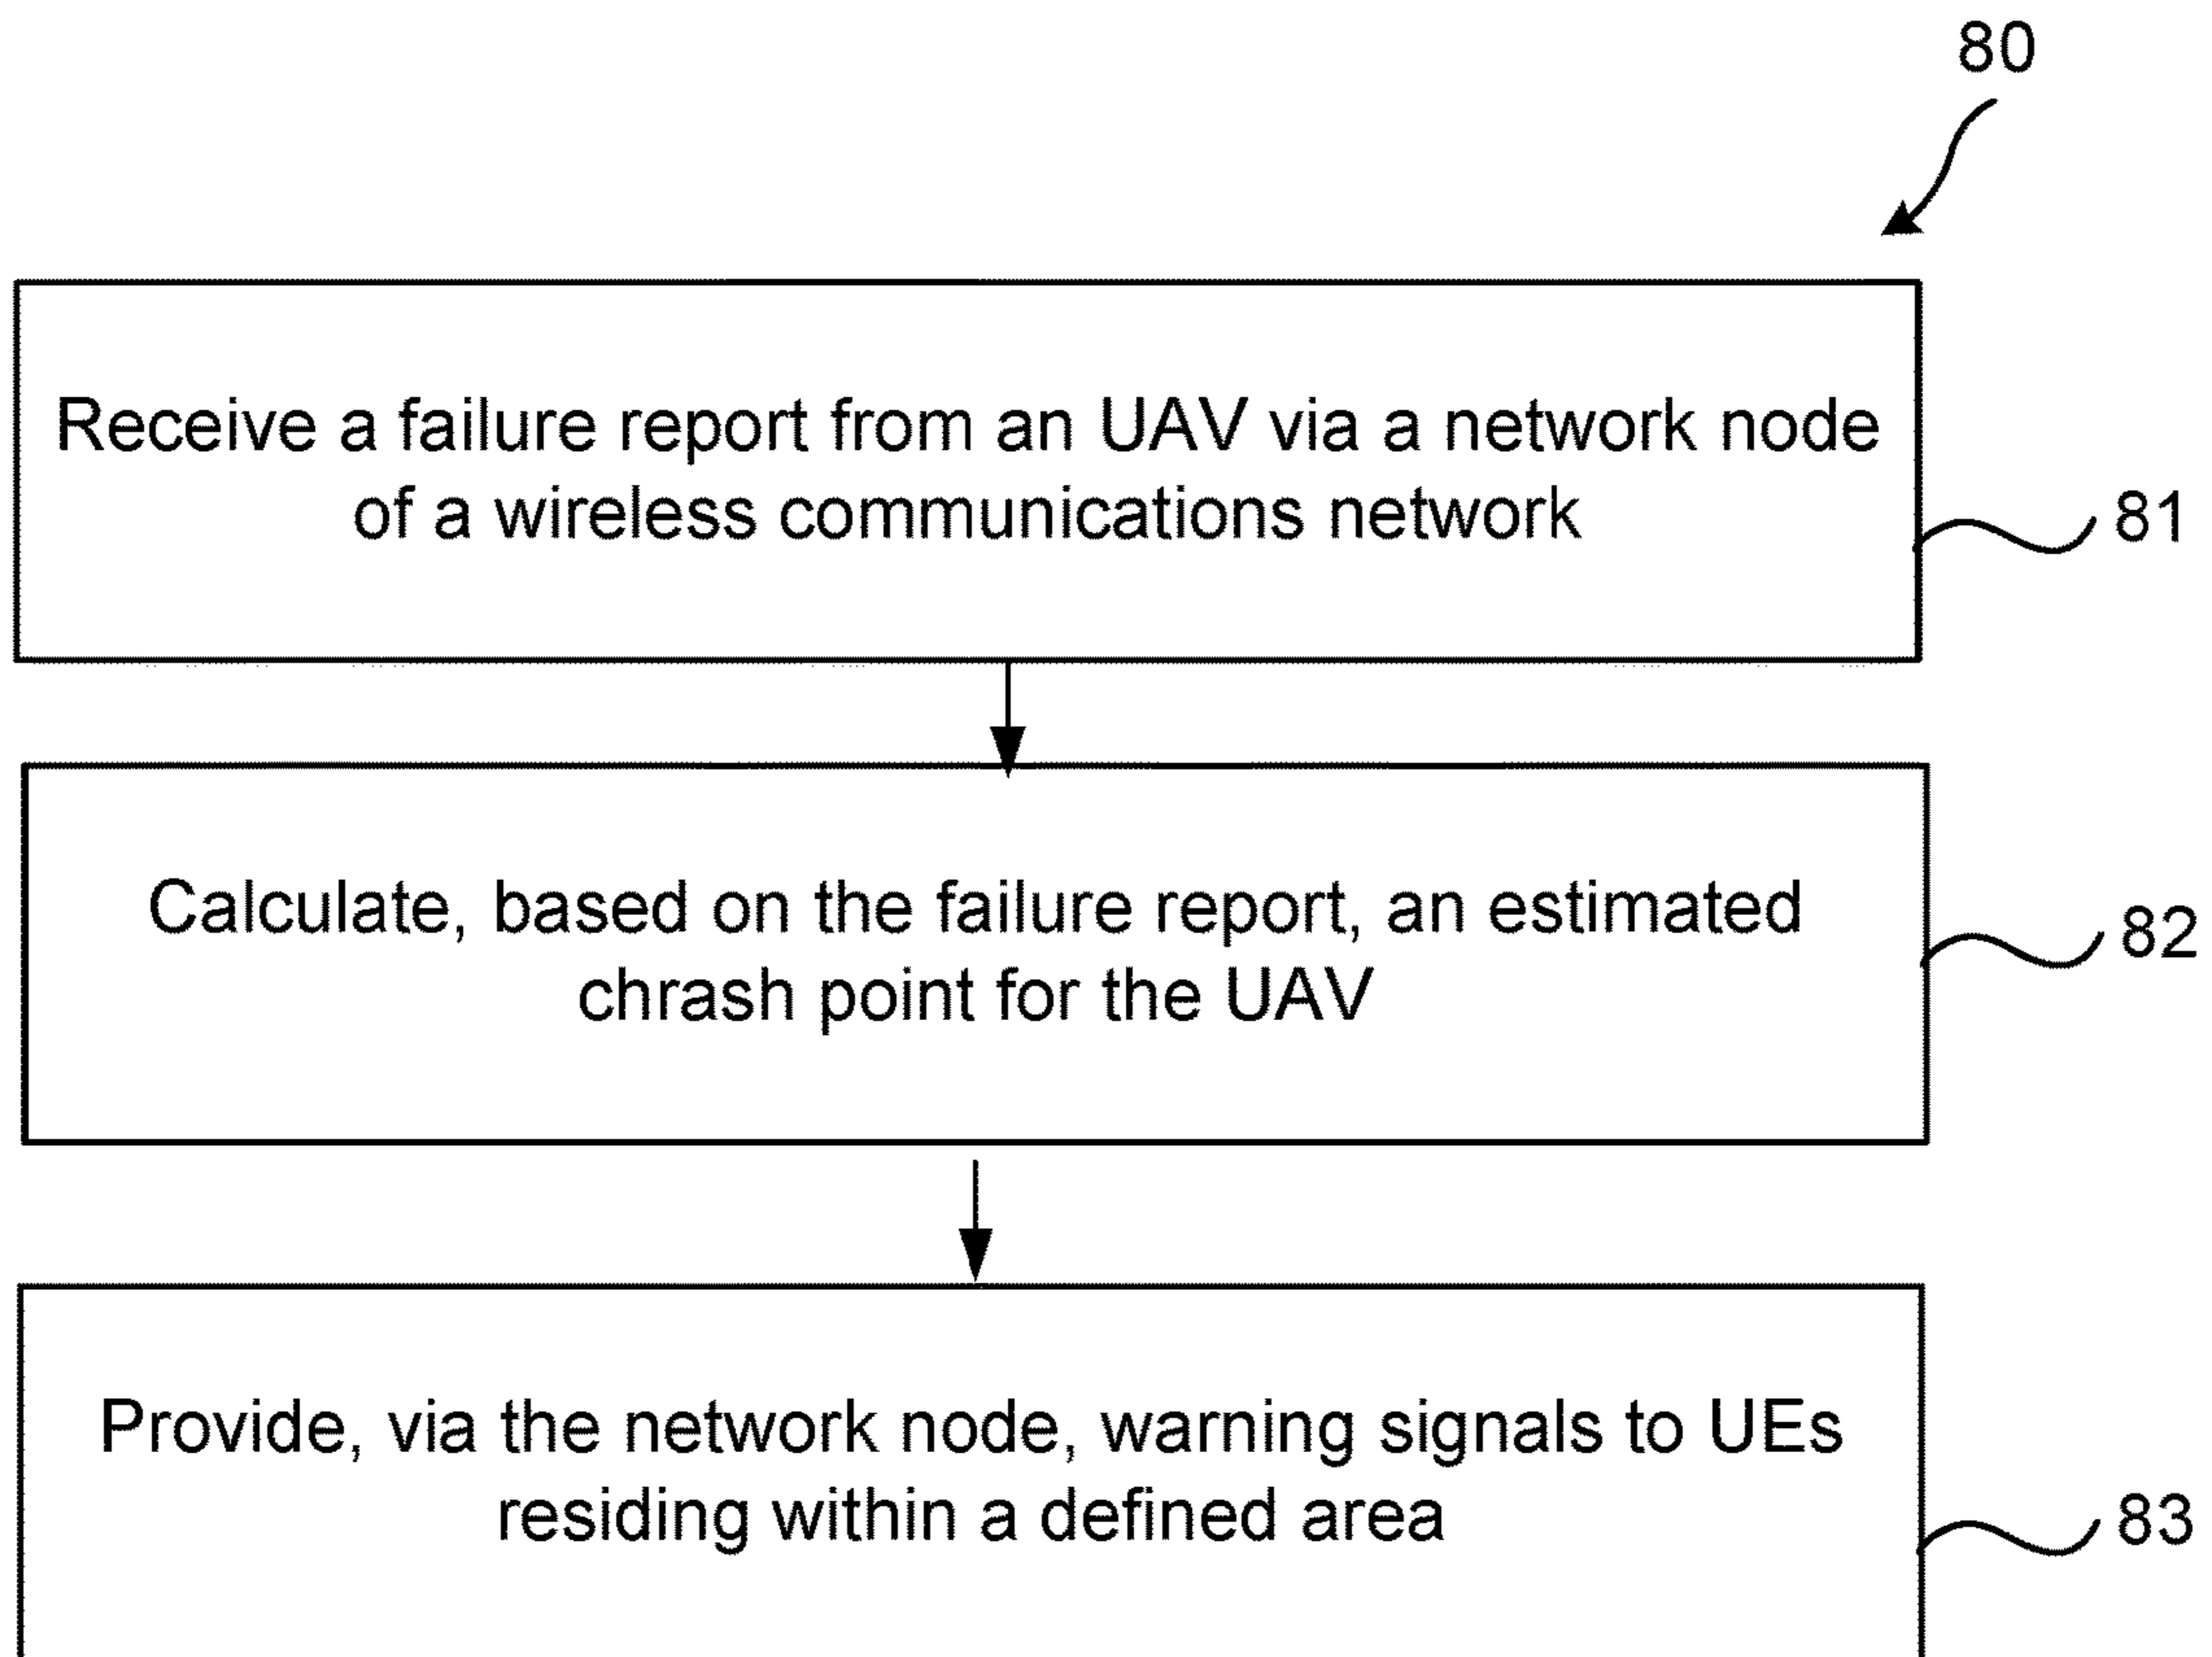 80
Receive a failure report from an UAV via a network node
of a wireless communications network
81
Calculate, based on the failure report, an estimated
chrash point for the UAV
82
Provide, via the network node, warning signals to UEs
residing within a defined area
83